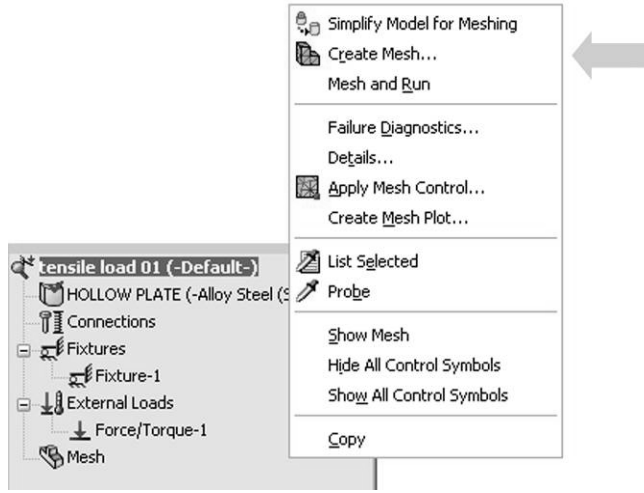 Simplify Model for Meshing
Create Mesh...
Mesh and Run
Failure Diagnostics...
Details...
Apply Mesh Control...
Create Mesh Plot...
List Selected
Probe
Show Mesh
Hide All Control Symbols
Show All Control Symbols
Copy
tensile load 01 (-Default-)
HOLLOW PLATE (-Alloy Steel (S
Connections
Fixtures
Fixture-1
External Loads
Force/Torque-1
Mesh